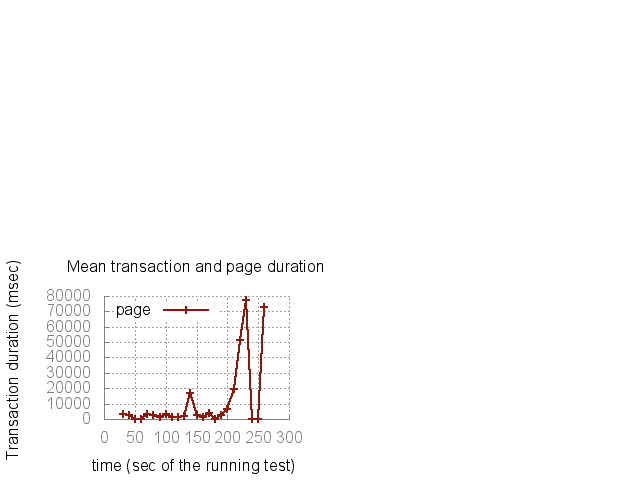 Mean transaction and page duration
Transaction duration (msec)
80000
70000
60000
50000
40000
30000
20000
10000
0
page
0 50 100 150 200 250 300
time (sec of the running test)